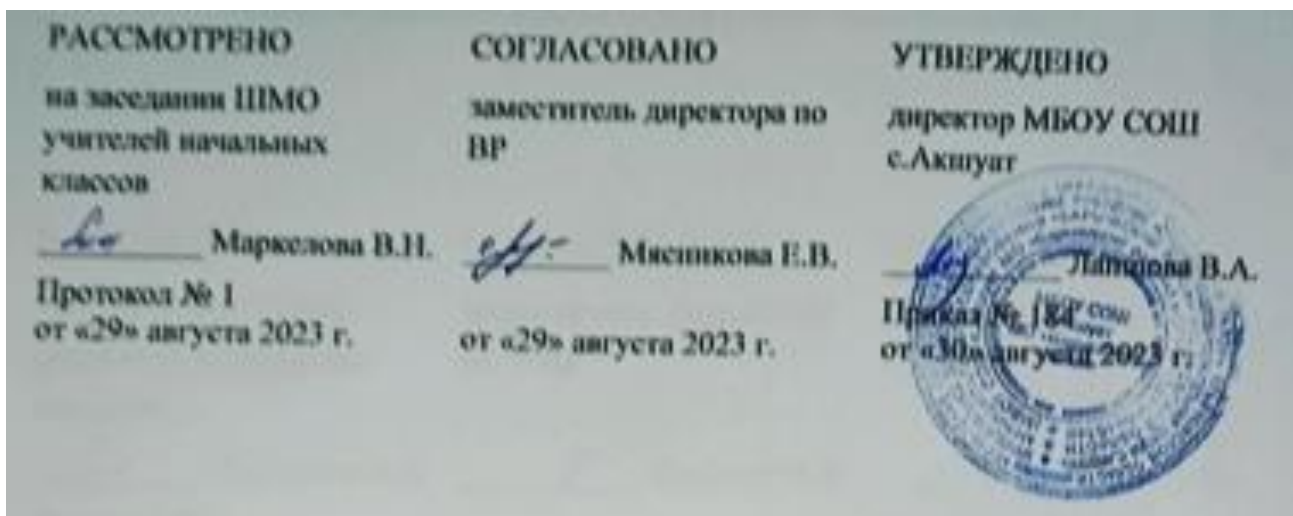 РАССМОТРЕНО
на заседании ШМО
учителей начальных
классов
Маркелова В.Н.
Протокол № 1
от «29» августа 2023 г.
СОГЛАСОВАНО
заместитель директора по
ВР
Мясникова Е.В.
от «29» августа 2023 г.
УТВЕРЖДЕНО
директор МБОУ СОШ
с.Акшуат
В.А.
Приказ № 184
от «30» августа 2023 г.